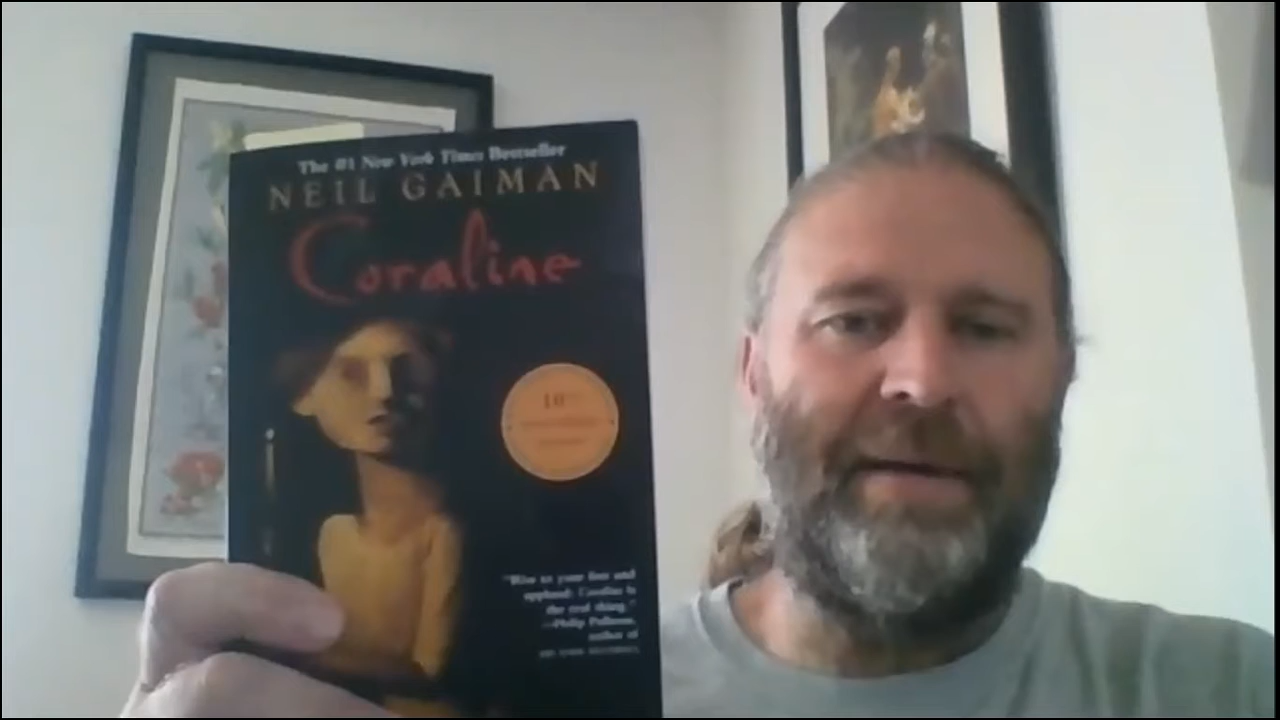 The #1 New York Times Bestseller
NEIL GAIMAN
Coraline
10
"Rise to your feet and
applaud: Coraline is
the real thing."
—Philip Pullman,
author of